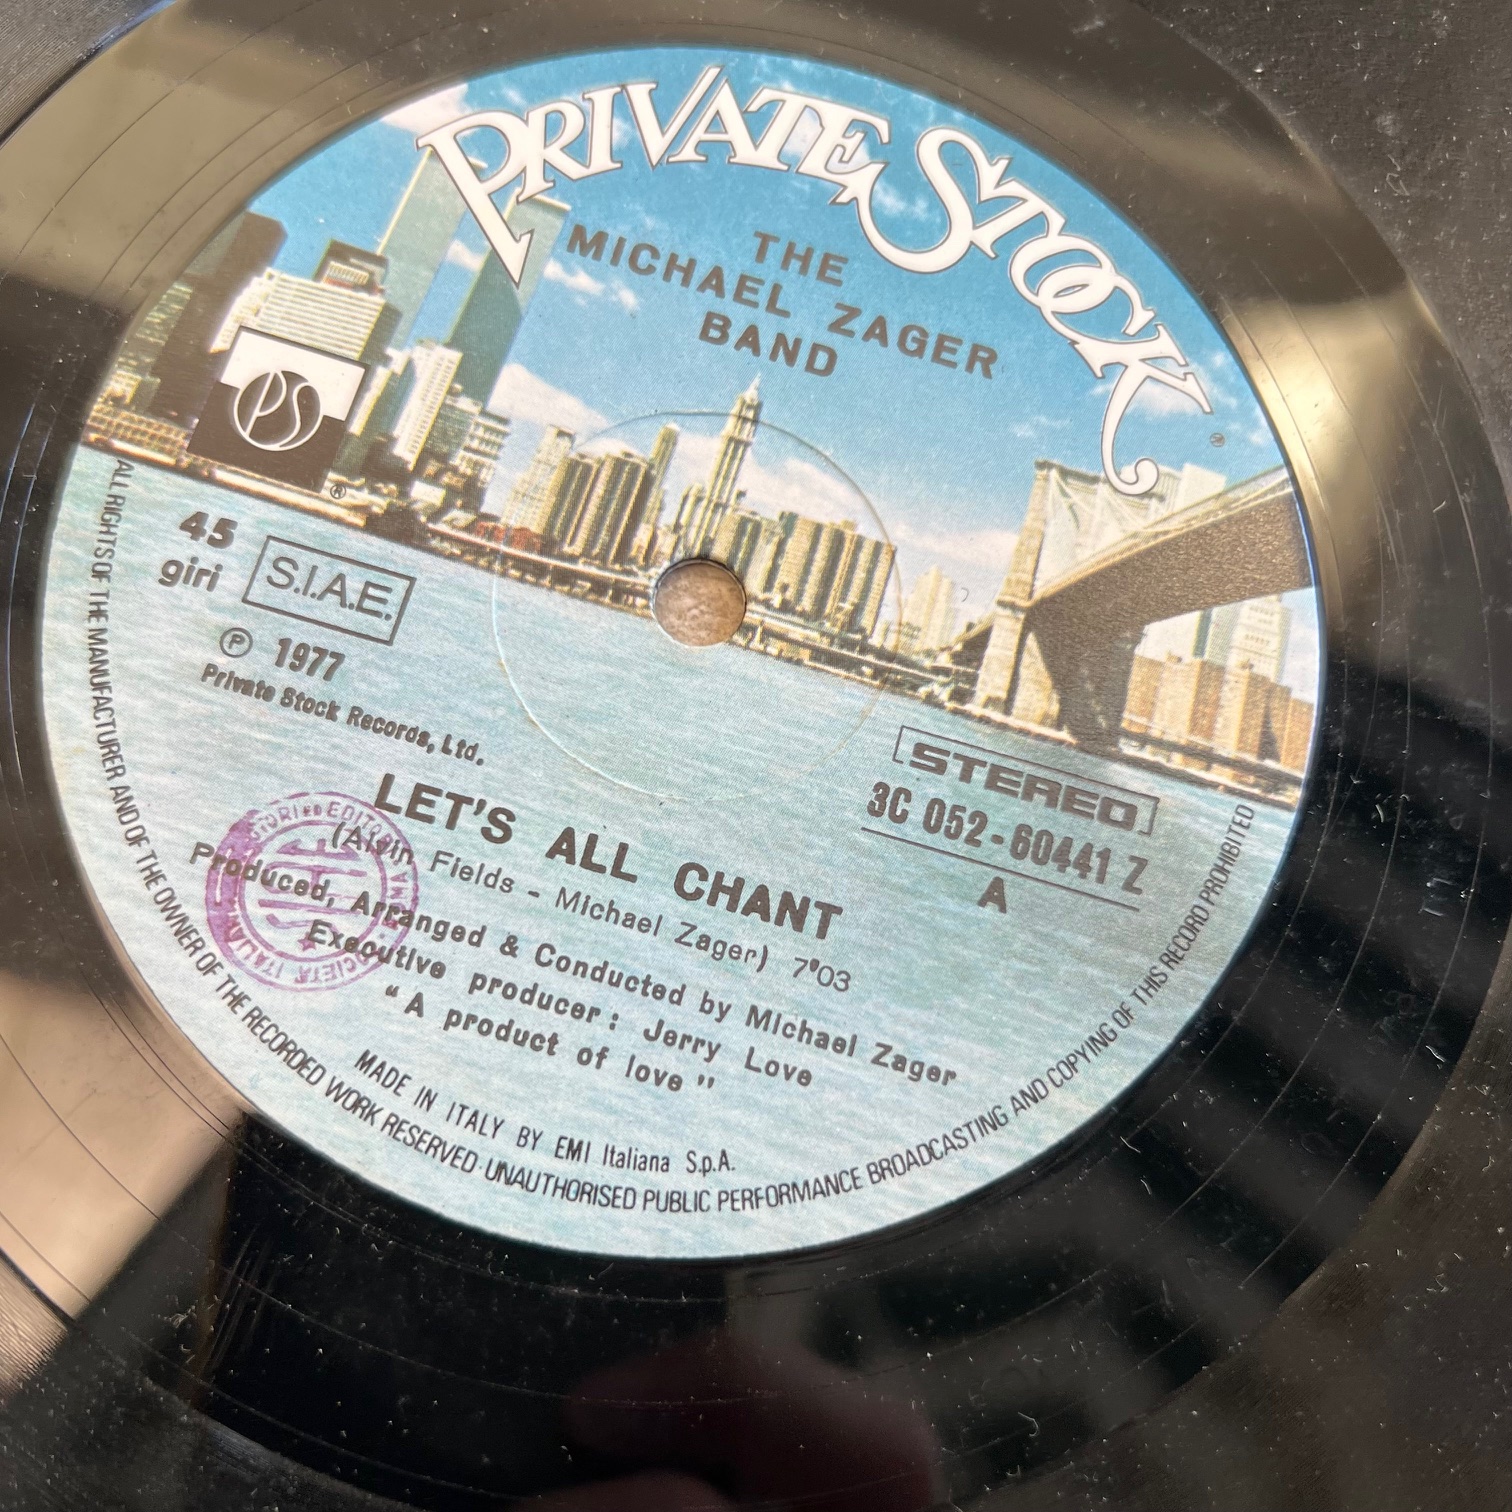 PRIVATE STOCK
®
THE
MICHAEL ZAGER
BAND
PS
®
45
giri
S.I.A.E.
℗ 1977
Private Stock Records, Ltd.
STEREO
3C 052-60441 Z
A
LET'S ALL CHANT
(Alvin Fields - Michael Zager) 7'03
Produced, Arranged & Conducted by Michael Zager
Executive producer: Jerry Love
"A product of love"
MADE IN ITALY BY EMI Italiana S.p.A.
ALL RIGHTS OF THE MANUFACTURER AND OF THE OWNER OF THE RECORDED WORK RESERVED · UNAUTHORISED PUBLIC PERFORMANCE BROADCASTING AND COPYING OF THIS RECORD PROHIBITED
SOCIETA' ITALIANA
EDITORI